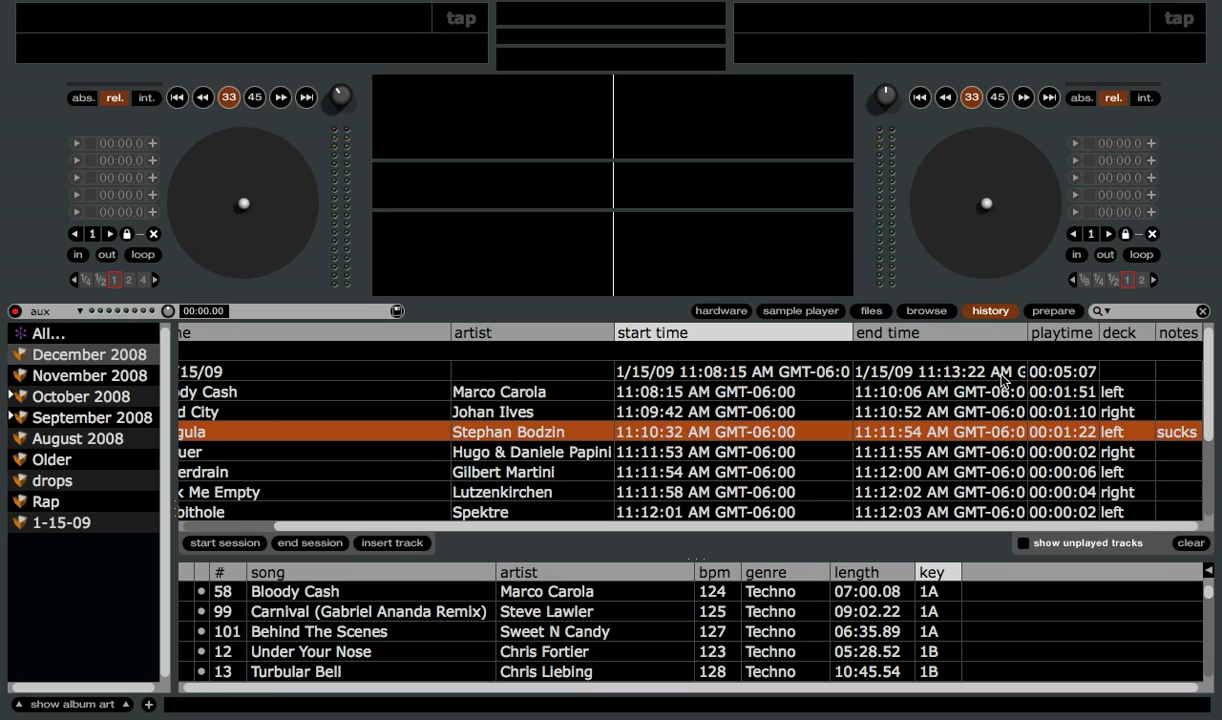 tap tap
abs. rel. int. 33 45 33 45 abs. rel. int.
00:00.0 00:00.0
00:00.0 00:00.0
00:00.0 00:00.0
00:00.0 00:00.0
00:00.0 00:00.0
1 1
in out loop in out loop
¼ ½ 1 2 4 ⅛ ¼ ½ 1 2
aux 00:00.00 hardware sample player files browse history prepare
All...
December 2008
November 2008
October 2008
September 2008
August 2008
Older
drops
Rap
1-15-09
ne artist start time end time playtime deck notes
/15/09 1/15/09 11:08:15 AM GMT-06:0 1/15/09 11:13:22 AM G 00:05:07
dy Cash Marco Carola 11:08:15 AM GMT-06:00 11:10:06 AM GMT-06:0 00:01:51 left
d City Johan Ilves 11:09:42 AM GMT-06:00 11:10:52 AM GMT-06:0 00:01:10 right
gula Stephan Bodzin 11:10:32 AM GMT-06:00 11:11:54 AM GMT-06:0 00:01:22 left sucks
uer Hugo & Daniele Papini 11:11:53 AM GMT-06:00 11:11:55 AM GMT-06:0 00:00:02 right
erdrain Gilbert Martini 11:11:54 AM GMT-06:00 11:12:00 AM GMT-06:0 00:00:06 left
k Me Empty Lutzenkirchen 11:11:58 AM GMT-06:00 11:12:02 AM GMT-06:0 00:00:04 right
bithole Spektre 11:12:01 AM GMT-06:00 11:12:03 AM GMT-06:0 00:00:02 left
start session end session insert track show unplayed tracks clear
# song artist bpm genre length key
58 Bloody Cash Marco Carola 124 Techno 07:00.08 1A
99 Carnival (Gabriel Ananda Remix) Steve Lawler 125 Techno 09:02.22 1A
101 Behind The Scenes Sweet N Candy 127 Techno 06:35.89 1A
12 Under Your Nose Chris Fortier 123 Techno 05:28.52 1B
13 Turbular Bell Chris Liebing 128 Techno 10:45.54 1B
show album art +